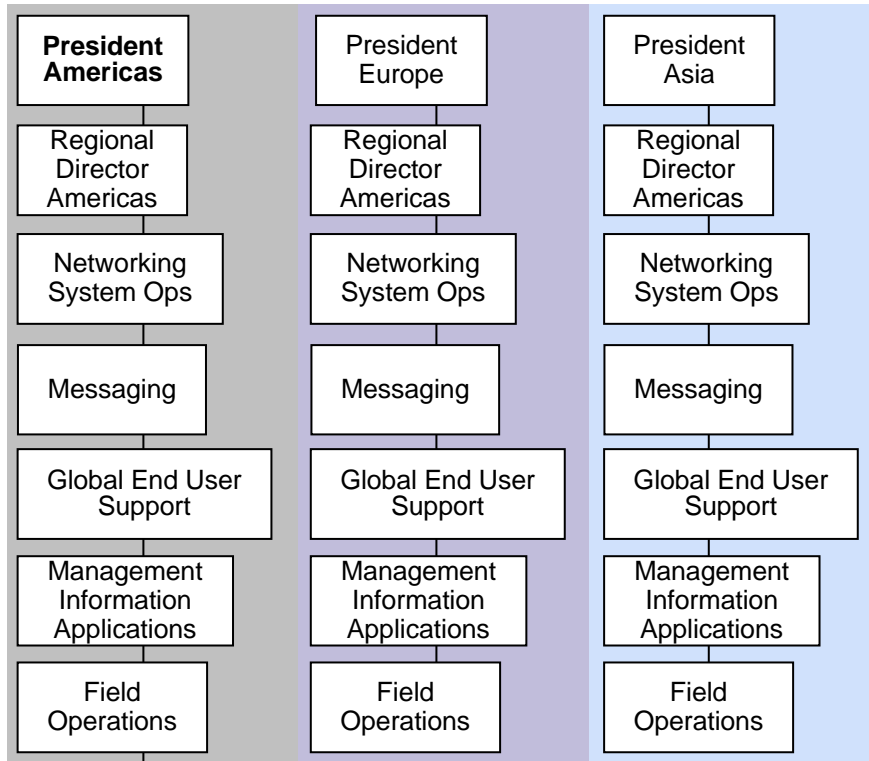 President
Americas
Regional
Director
Americas
Networking
System Ops
Messaging
Global End User
Support
Management
Information
Applications
Field
Operations
President
Europe
Regional
Director
Americas
Networking
System Ops
Messaging
Global End User
Support
Management
Information
Applications
Field
Operations
President
Asia
Regional
Director
Americas
Networking
System Ops
Messaging
Global End User
Support
Management
Information
Applications
Field
Operations